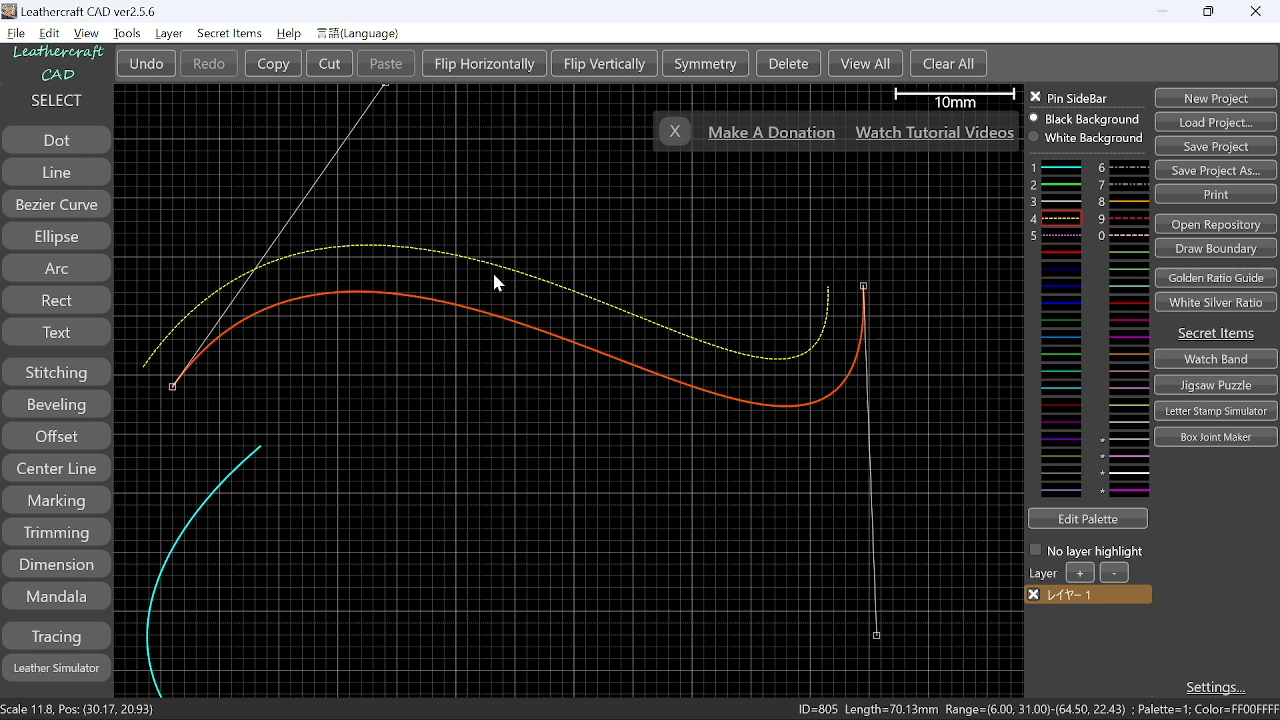 Leathercraft CAD ver2.5.6
File Edit View Tools Layer Secret Items Help 言語(Language)
Leathercraft
CAD
Undo Redo Copy Cut Paste Flip Horizontally Flip Vertically Symmetry Delete View All Clear All
SELECT
Dot
Line
Bezier Curve
Ellipse
Arc
Rect
Text
Stitching
Beveling
Offset
Center Line
Marking
Trimming
Dimension
Mandala
Tracing
Leather Simulator
10mm
X Make A Donation Watch Tutorial Videos
Pin SideBar
Black Background
White Background
1 6
2 7
3 8
4 9
5 0
*
*
*
*
Edit Palette
No layer highlight
Layer + -
レイヤー 1
New Project
Load Project...
Save Project
Save Project As...
Print
Open Repository
Draw Boundary
Golden Ratio Guide
White Silver Ratio
Secret Items
Watch Band
Jigsaw Puzzle
Letter Stamp Simulator
Box Joint Maker
Settings...
Scale 11.8, Pos: (30.17, 20.93)
ID=805 Length=70.13mm Range=(6.00, 31.00)-(64.50, 22.43) ; Palette=1; Color=FF00FFFF